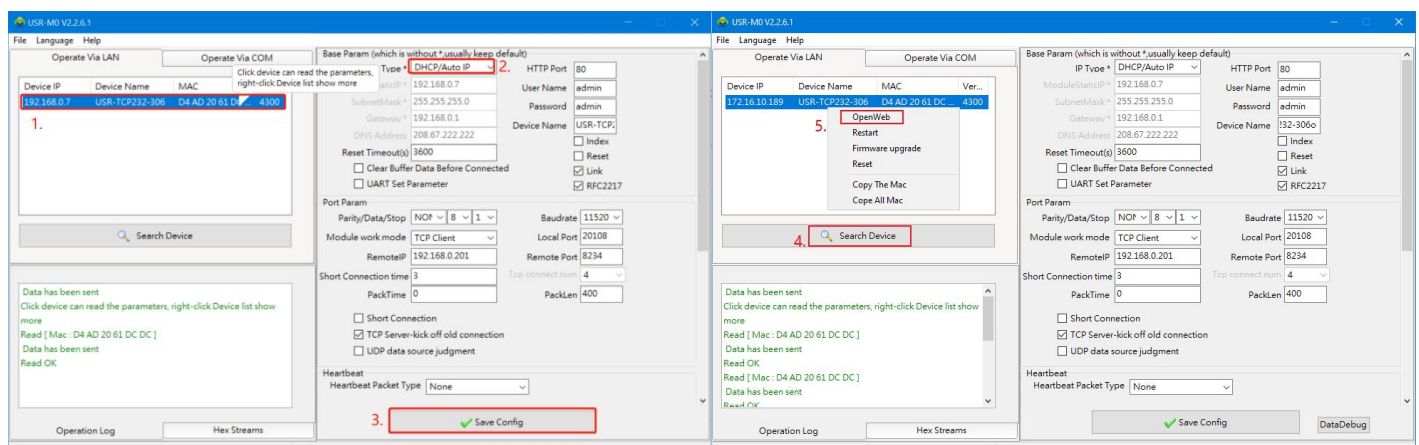 USR-M0 V2.2.6.1
File Language Help
Operate Via LAN
Operate Via COM
Click device can read the parameters,
right-click Device list show more
Device IP Device Name MAC
192.168.0.7 USR-TCP232-306 D4 AD 20 61 4300
1.
Search Device
Data has been sent
Click device can read the parameters, right-click Device list show
more
Read [ Mac : D4 AD 20 61 DC DC ]
Data has been sent
Read OK
Operation Log
Hex Streams
Base Param (which is without *,usually keep default)
Type * DHCP/Auto IP 2. HTTP Port 80
192.168.0.7 User Name admin
SubnetMask * 255.255.255.0 Password admin
Gateway * 192.168.0.1 Device Name USR-TCP:
DNS Address 208.67.222.222 Index
Reset Timeout(s) 3600 Reset
Clear Buffer Data Before Connected Link
UART Set Parameter RFC2217
Port Param
Parity/Data/Stop 8 1 Baudrate 11520
Module work mode TCP Client Local Port 20108
RemoteIP 192.168.0.201 Remote Port 8234
Short Connection time 3 Tcp connect num 4
PackTime 0 PackLen 400
Short Connection
TCP Server-kick off old connection
UDP data source judgment
Heartbeat
Heartbeat Packet Type None
3. Save Config
USR-M0 V2.2.6.1
File Language Help
Operate Via LAN
Operate Via COM
Device IP Device Name MAC Ver...
172.16.10.189 USR-TCP232-306 D4 AD 20 61 DC ... 4300
5. OpenWeb
Restart
Firmware upgrade
Reset
Copy The Mac
Cope All Mac
4. Search Device
Data has been sent
Click device can read the parameters, right-click Device list show
more
Read [ Mac : D4 AD 20 61 DC DC ]
Data has been sent
Read OK
Read [ Mac : D4 AD 20 61 DC DC ]
Data has been sent
Read OK
Operation Log
Hex Streams
Base Param (which is without *,usually keep default)
IP Type * DHCP/Auto IP HTTP Port 80
ModuleStaticIP * 192.168.0.7 User Name admin
SubnetMask * 255.255.255.0 Password admin
Gateway * 192.168.0.1 Device Name 32-306o
DNS Address 208.67.222.222 Index
Reset Timeout(s) 3600 Reset
Clear Buffer Data Before Connected Link
UART Set Parameter RFC2217
Port Param
Parity/Data/Stop 8 1 Baudrate 11520
Module work mode TCP Client Local Port 20108
RemoteIP 192.168.0.201 Remote Port 8234
Short Connection time 3 Tcp connect num 4
PackTime 0 PackLen 400
Short Connection
TCP Server-kick off old connection
UDP data source judgment
Heartbeat
Heartbeat Packet Type None
Save Config
DataDebug